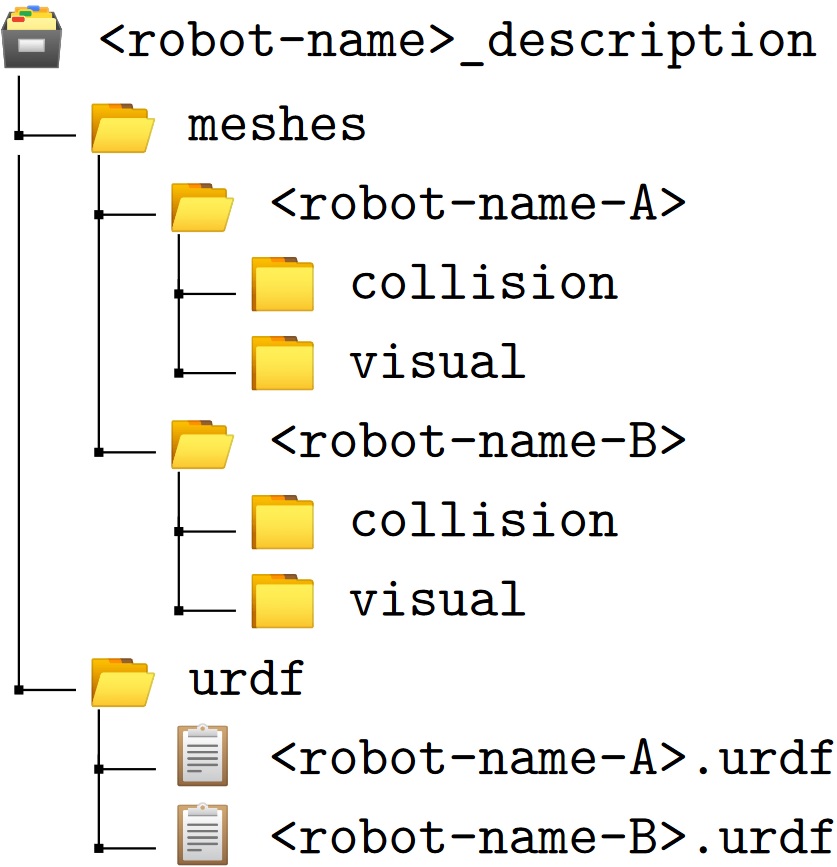 <robot-name>_description
meshes
<robot-name-A>
collision
visual
<robot-name-B>
collision
visual
urdf
<robot-name-A>.urdf
<robot-name-B>.urdf